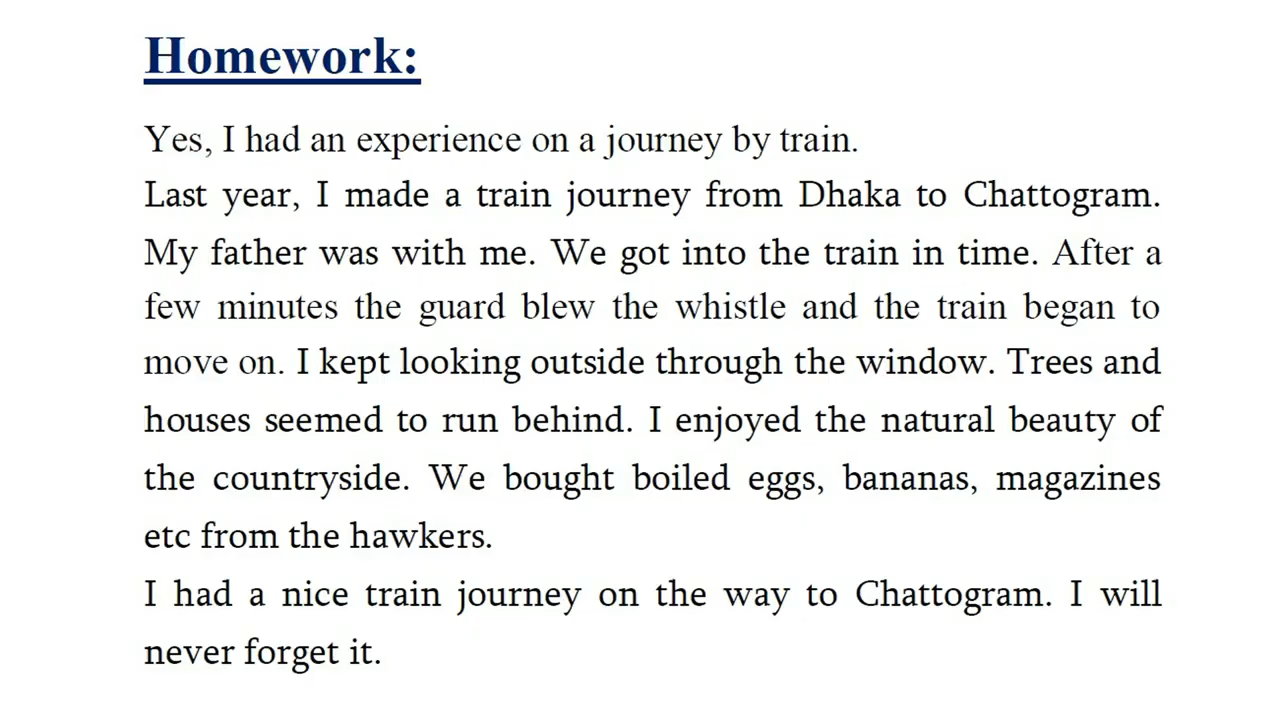 Homework:
Yes, I had an experience on a journey by train.
Last year, I made a train journey from Dhaka to Chattogram.
My father was with me. We got into the train in time. After a
few minutes the guard blew the whistle and the train began to
move on. I kept looking outside through the window. Trees and
houses seemed to run behind. I enjoyed the natural beauty of
the countryside. We bought boiled eggs, bananas, magazines
etc from the hawkers.
I had a nice train journey on the way to Chattogram. I will
never forget it.